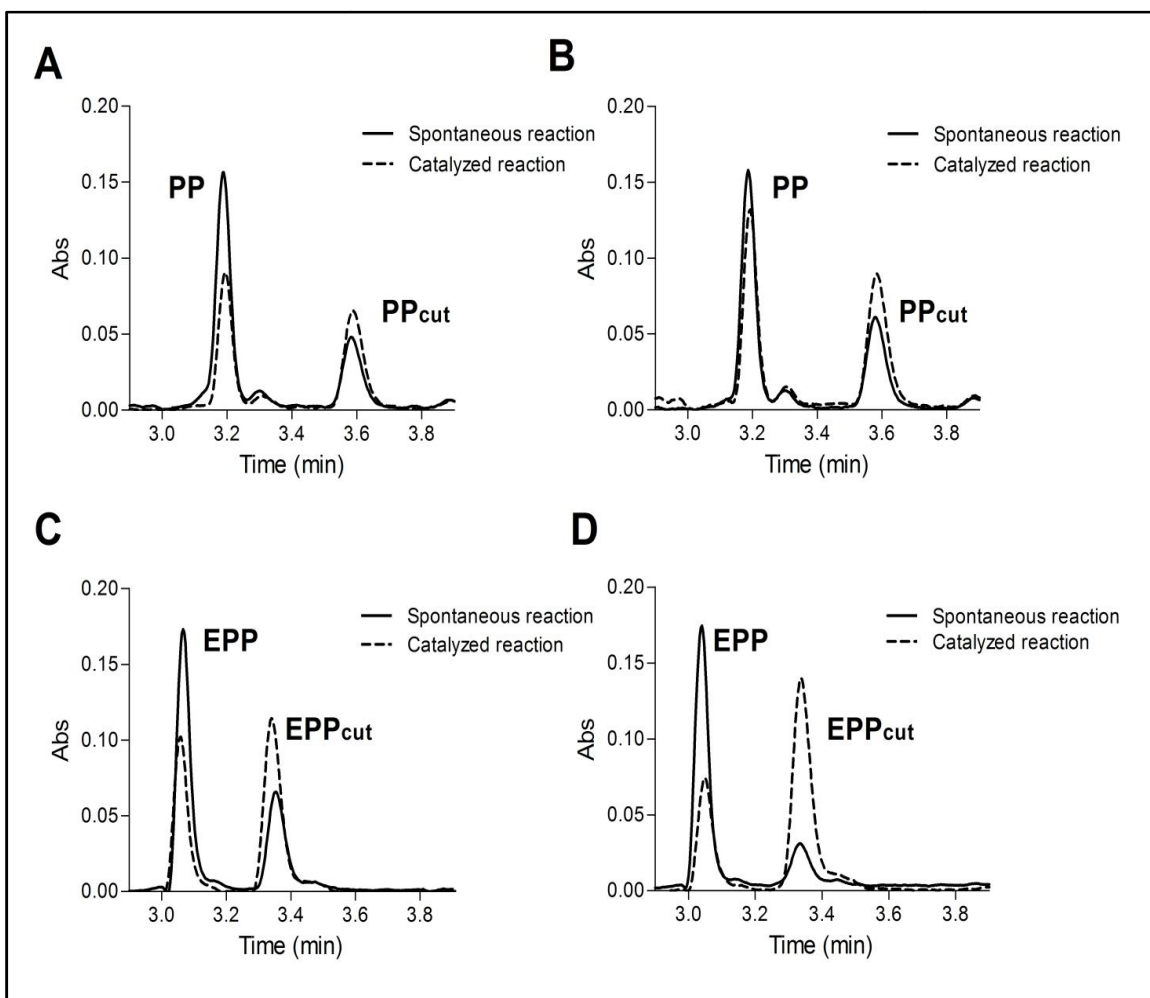 A
0.20
0.15
0.10
0.05
0.00
Abs
3.0 3.2 3.4 3.6 3.8
Time (min)
Spontaneous reaction
Catalyzed reaction
PP
PPcut
B
0.20
0.15
0.10
0.05
0.00
Abs
3.0 3.2 3.4 3.6 3.8
Time (min)
Spontaneous reaction
Catalyzed reaction
PP
PPcut
C
0.20
0.15
0.10
0.05
0.00
Abs
3.0 3.2 3.4 3.6 3.8
Time (min)
Spontaneous reaction
Catalyzed reaction
EPP
EPPcut
D
0.20
0.15
0.10
0.05
0.00
Abs
3.0 3.2 3.4 3.6 3.8
Time (min)
Spontaneous reaction
Catalyzed reaction
EPP
EPPcut